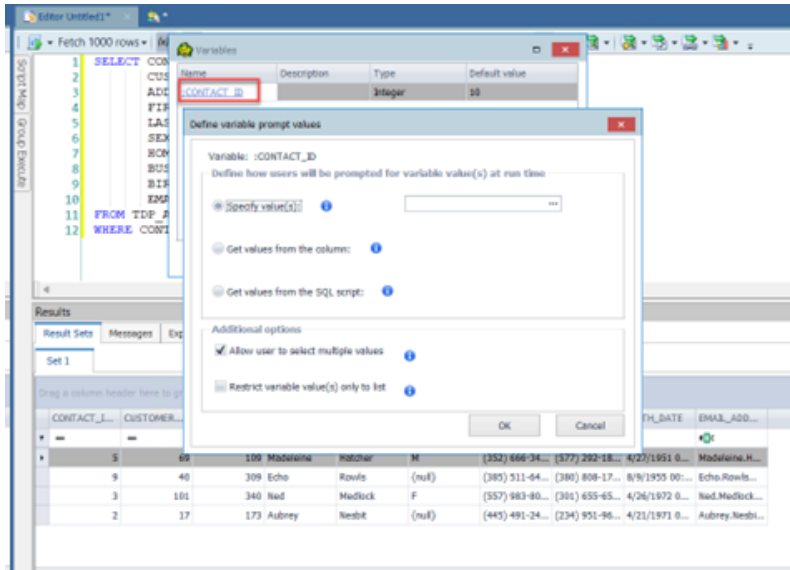 Editor Untitled1*
Fetch 1000 rows
Script Map
Group Execute
1 SELECT CON
2 CUS
3 ADD
4 FIR
5 LAS
6 SEX
7 HOM
8 BUS
9 BIR
10 EMA
11 FROM TDP_A
12 WHERE CONT
Variables
Name Description Type Default value
:CONTACT_ID Integer 10
Define variable prompt values
Variable: :CONTACT_ID
Define how users will be prompted for variable value(s) at run time
Specify value(s): ...
Get values from the column:
Get values from the SQL script:
Additional options
Allow user to select multiple values
Restrict variable value(s) only to list
OK Cancel
Results
Result Sets Messages Exp
Set 1
Drag a column header here to gr
CONTACT_I... CUSTOMER... TH_DATE EMAIL_ADD...
5 69 109 Madeleine Hatcher M (352) 666-34... (577) 292-18... 4/27/1951 0... Madeleine.H...
9 40 309 Echo Rowls {null} (385) 511-64... (380) 808-17... 8/9/1955 00:... Echo.Rowls...
3 101 340 Ned Medlock F (557) 983-80... (301) 655-65... 4/26/1972 0... Ned.Medlock...
2 17 173 Aubrey Nesbit {null} (445) 491-24... (234) 951-96... 4/21/1971 0... Aubrey.Nesbi...